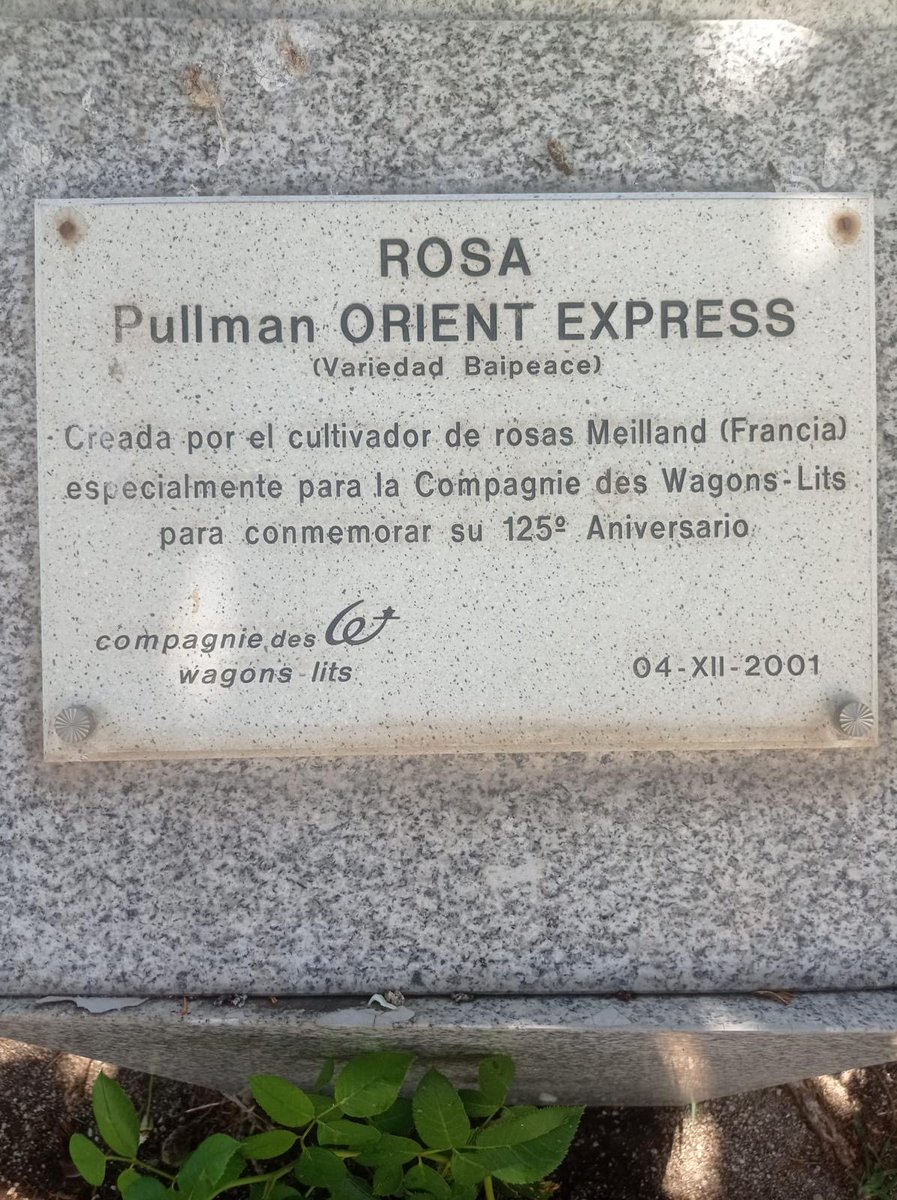 ROSA
Pullman ORIENT EXPRESS
(Variedad Baipeace)
Creada por el cultivador de rosas Meilland (Francia)
especialmente para la Compagnie des Wagons-Lits
para conmemorar su 125º Aniversario
compagnie des
wagons-lits
04-XII-2001